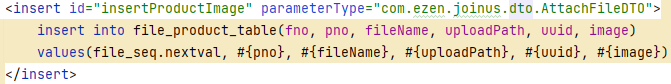 <insert id="insertProductImage" parameterType="com.ezen.joinus.dto.AttachFileDTO">
insert into file_product_table(fno, pno, fileName, uploadPath, uuid, image)
values(file_seq.nextval, #{pno}, #{fileName}, #{uploadPath}, #{uuid}, #{image})
</insert>